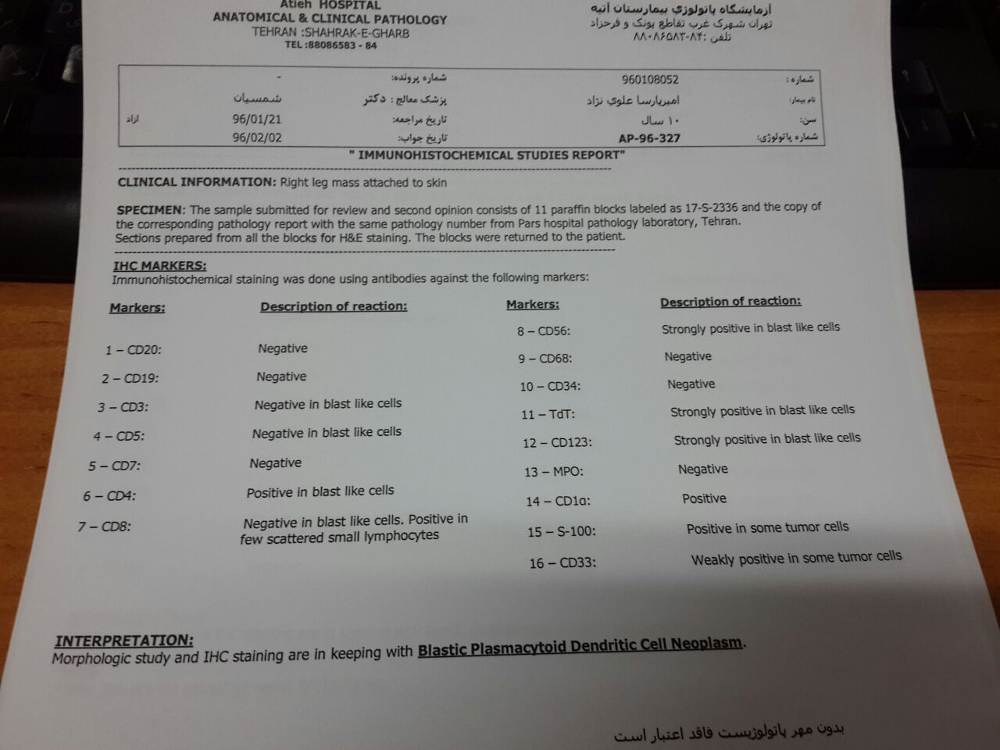 Atieh HOSPITAL
ANATOMICAL & CLINICAL PATHOLOGY
TEHRAN :SHAHRAK-E-GHARB
TEL :88086583 - 84
آزمایشگاه پاتولوژي بیمارستان آتیه
تهران شهرک غرب تقاطع پونک و فرحزاد
تلفن :۸۴-۸۸۰۸۶۵۸۳
شماره : 960108052 شماره پرونده: -
نام بیمار: امیرپارسا علوي نژاد پزشک معالج : دکتر شمسیان
سن: ۱۰ سال تاریخ مراجعه: 96/01/21 آزاد
شماره پاتولوژي: AP-96-327 تاریخ جواب: 96/02/02
" IMMUNOHISTOCHEMICAL STUDIES REPORT"
CLINICAL INFORMATION: Right leg mass attached to skin
SPECIMEN: The sample submitted for review and second opinion consists of 11 paraffin blocks labeled as 17-S-2336 and the copy of
the corresponding pathology report with the same pathology number from Pars hospital pathology laboratory, Tehran.
Sections prepared from all the blocks for H&E staining. The blocks were returned to the patient.
IHC MARKERS:
Immunohistochemical staining was done using antibodies against the following markers:
Markers: Description of reaction:
1 – CD20: Negative
2 – CD19: Negative
3 – CD3: Negative in blast like cells
4 – CD5: Negative in blast like cells
5 – CD7: Negative
6 – CD4: Positive in blast like cells
7 – CD8: Negative in blast like cells. Positive in
few scattered small lymphocytes
Markers: Description of reaction:
8 – CD56: Strongly positive in blast like cells
9 – CD68: Negative
10 – CD34: Negative
11 – TdT: Strongly positive in blast like cells
12 – CD123: Strongly positive in blast like cells
13 – MPO: Negative
14 – CD1α: Positive
15 – S-100: Positive in some tumor cells
16 – CD33: Weakly positive in some tumor cells
INTERPRETATION:
Morphologic study and IHC staining are in keeping with Blastic Plasmacytoid Dendritic Cell Neoplasm.
بدون مهر پاتولوژیست فاقد اعتبار است